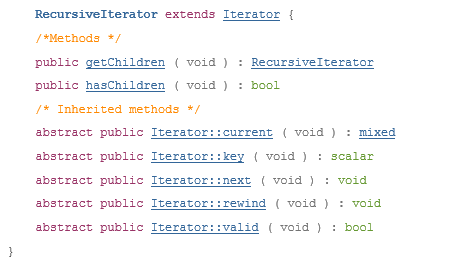 RecursiveIterator extends Iterator {
/*Methods */
public getChildren ( void ) : RecursiveIterator
public hasChildren ( void ) : bool
/* Inherited methods */
abstract public Iterator::current ( void ) : mixed
abstract public Iterator::key ( void ) : scalar
abstract public Iterator::next ( void ) : void
abstract public Iterator::rewind ( void ) : void
abstract public Iterator::valid ( void ) : bool
}